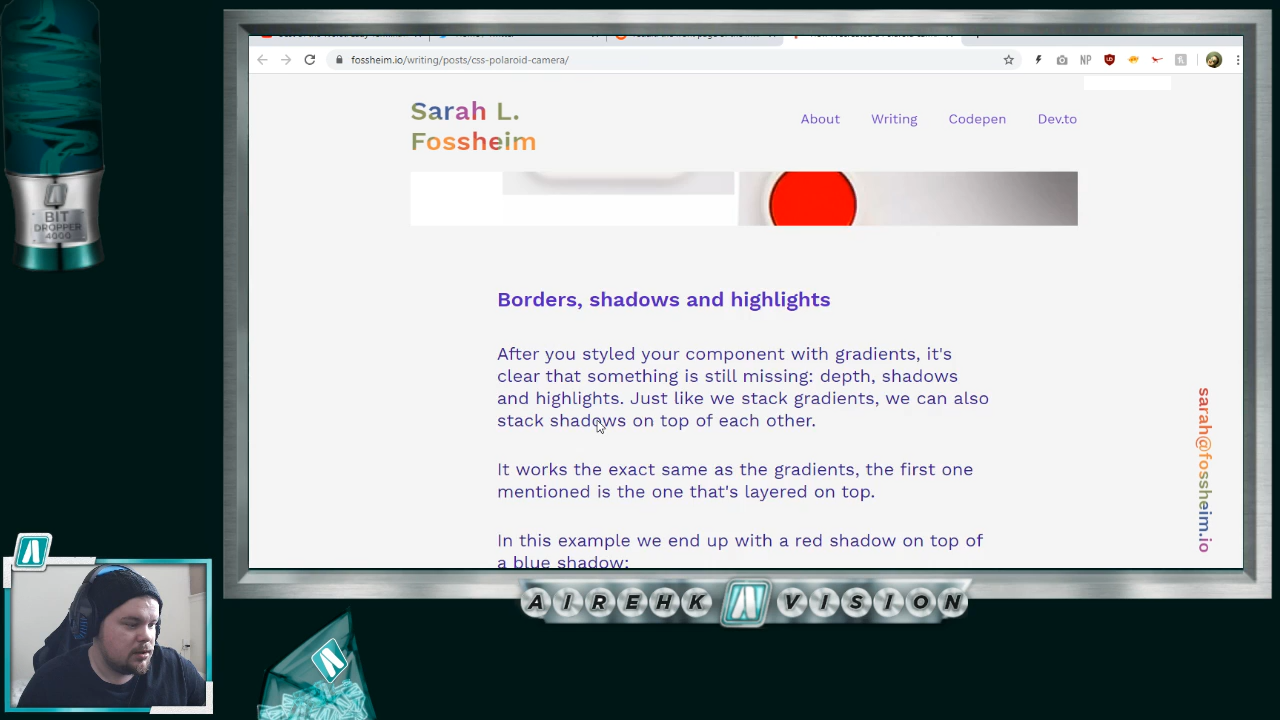 fossheim.io/writing/posts/css-polaroid-camera/
NP
Sarah L.
Fossheim
About
Writing
Codepen
Dev.to
Borders, shadows and highlights
After you styled your component with gradients, it's
clear that something is still missing: depth, shadows
and highlights. Just like we stack gradients, we can also
stack shadows on top of each other.
It works the exact same as the gradients, the first one
mentioned is the one that's layered on top.
In this example we end up with a red shadow on top of
a blue shadow:
sarah@fossheim.io
BIT
DROPPER
4000
AIREHK VISION